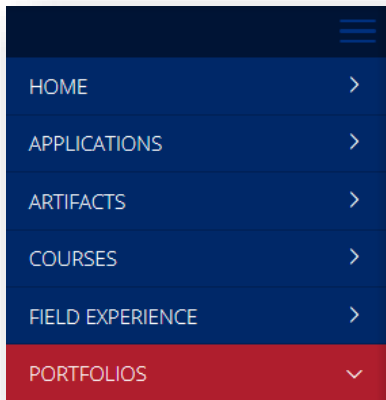 HOME
APPLICATIONS
ARTIFACTS
COURSES
FIELD EXPERIENCE
PORTFOLIOS